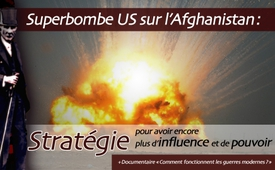 Superbombe US sur l'Afghanistan :
Stratégie pour avoir encore
plus d'influence et de pouvoir
« Documentaire « Comment fonctionnent les guerres modernes ? »